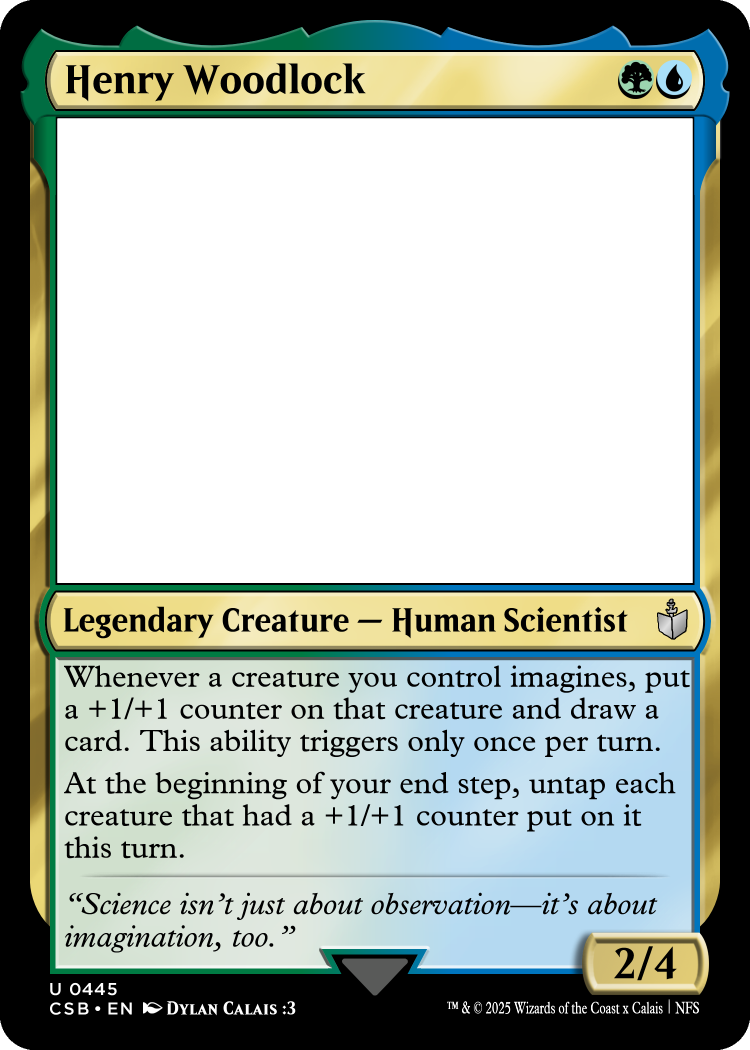 Henry Woodlock
Legendary Creature — Human Scientist
Whenever a creature you control imagines, put
a +1/+1 counter on that creature and draw a
card. This ability triggers only once per turn.
At the beginning of your end step, untap each
creature that had a +1/+1 counter put on it
this turn.
“Science isn’t just about observation—it’s about
imagination, too.”
2/4
U 0445
CSB • EN Dylan Calais :3
™ & © 2025 Wizards of the Coast x Calais | NFS